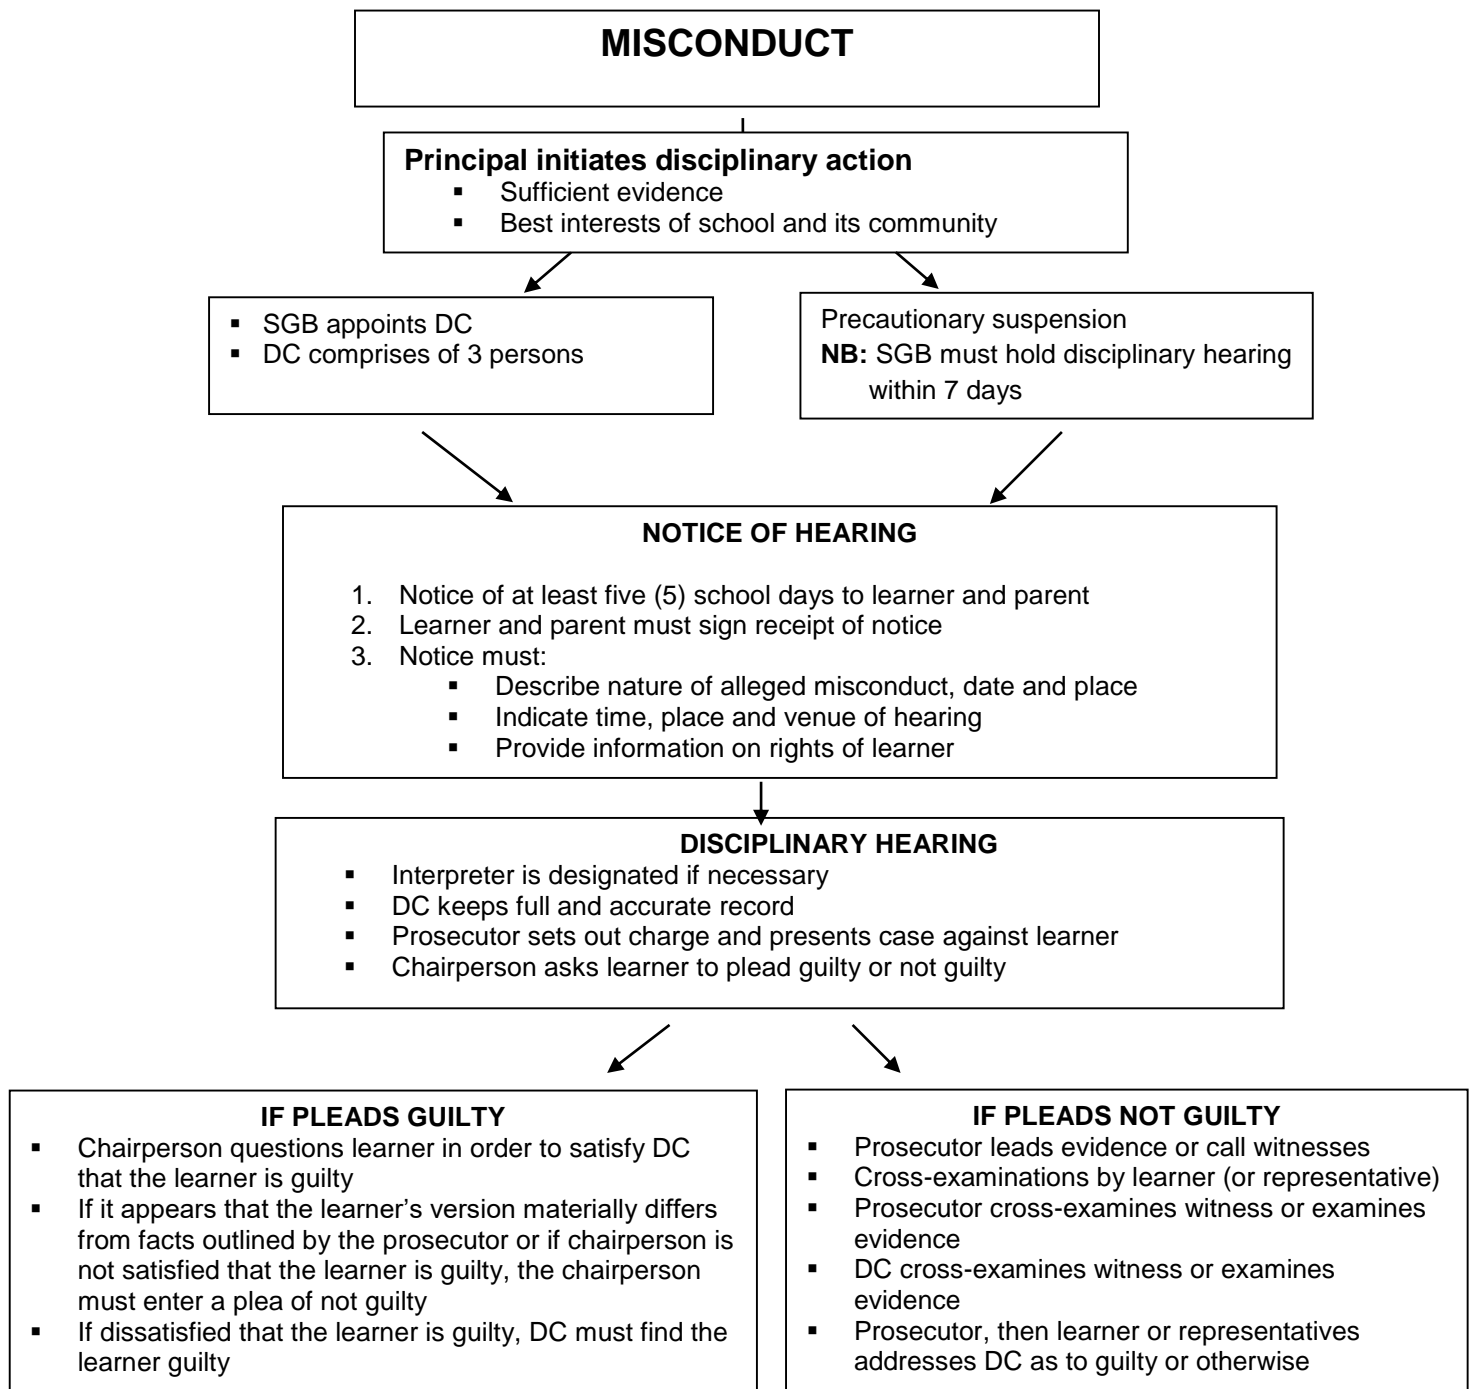 MISCONDUCT
Principal initiates disciplinary action
▪ Sufficient evidence
▪ Best interests of school and its community
▪ SGB appoints DC
▪ DC comprises of 3 persons
Precautionary suspension
NB: SGB must hold disciplinary hearing
within 7 days
NOTICE OF HEARING
1. Notice of at least five (5) school days to learner and parent
2. Learner and parent must sign receipt of notice
3. Notice must:
▪ Describe nature of alleged misconduct, date and place
▪ Indicate time, place and venue of hearing
▪ Provide information on rights of learner
DISCIPLINARY HEARING
▪ Interpreter is designated if necessary
▪ DC keeps full and accurate record
▪ Prosecutor sets out charge and presents case against learner
▪ Chairperson asks learner to plead guilty or not guilty
IF PLEADS GUILTY
▪ Chairperson questions learner in order to satisfy DC
that the learner is guilty
▪ If it appears that the learner’s version materially differs
from facts outlined by the prosecutor or if chairperson is
not satisfied that the learner is guilty, the chairperson
must enter a plea of not guilty
▪ If dissatisfied that the learner is guilty, DC must find the
learner guilty
IF PLEADS NOT GUILTY
▪ Prosecutor leads evidence or call witnesses
▪ Cross-examinations by learner (or representative)
▪ Prosecutor cross-examines witness or examines
evidence
▪ DC cross-examines witness or examines
evidence
▪ Prosecutor, then learner or representatives
addresses DC as to guilty or otherwise